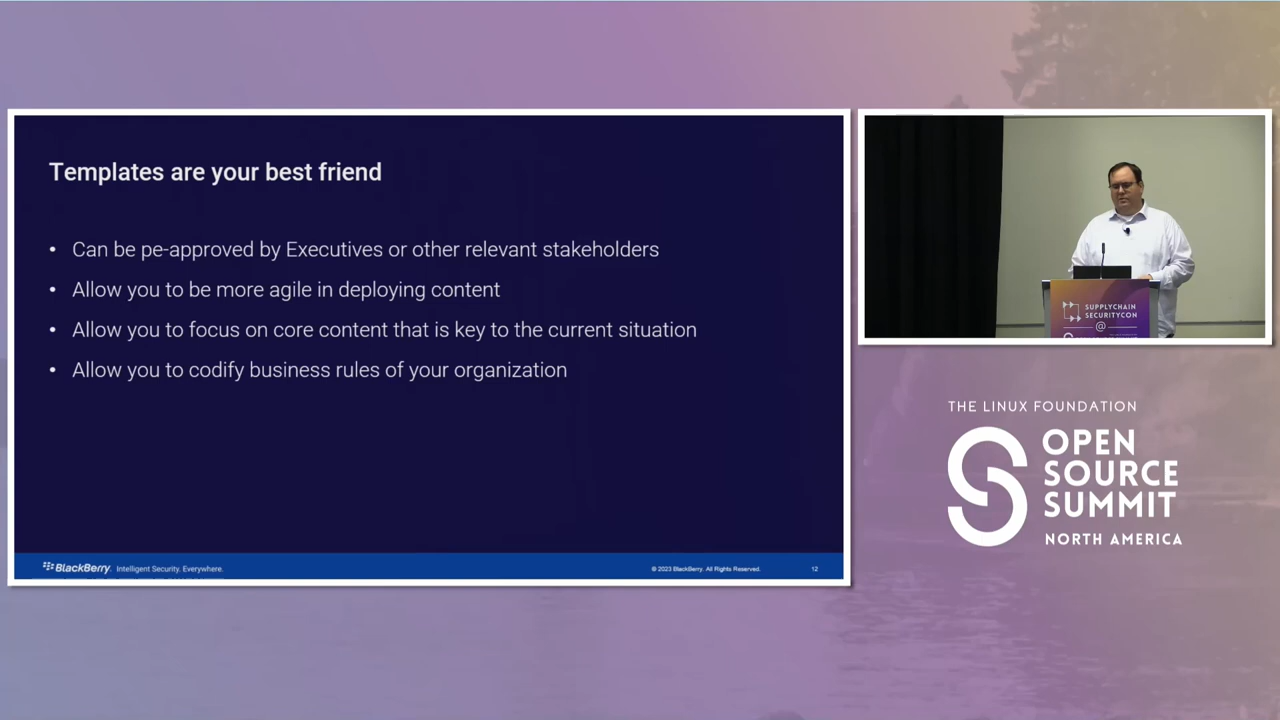 Templates are your best friend
• Can be pe-approved by Executives or other relevant stakeholders
• Allow you to be more agile in deploying content
• Allow you to focus on core content that is key to the current situation
• Allow you to codify business rules of your organization
BlackBerry. Intelligent Security. Everywhere.
© 2023 BlackBerry. All Rights Reserved.
12
SUPPLYCHAIN
SECURITYCON
@
THE LINUX FOUNDATION
OPEN
SOURCE
SUMMIT
NORTH AMERICA